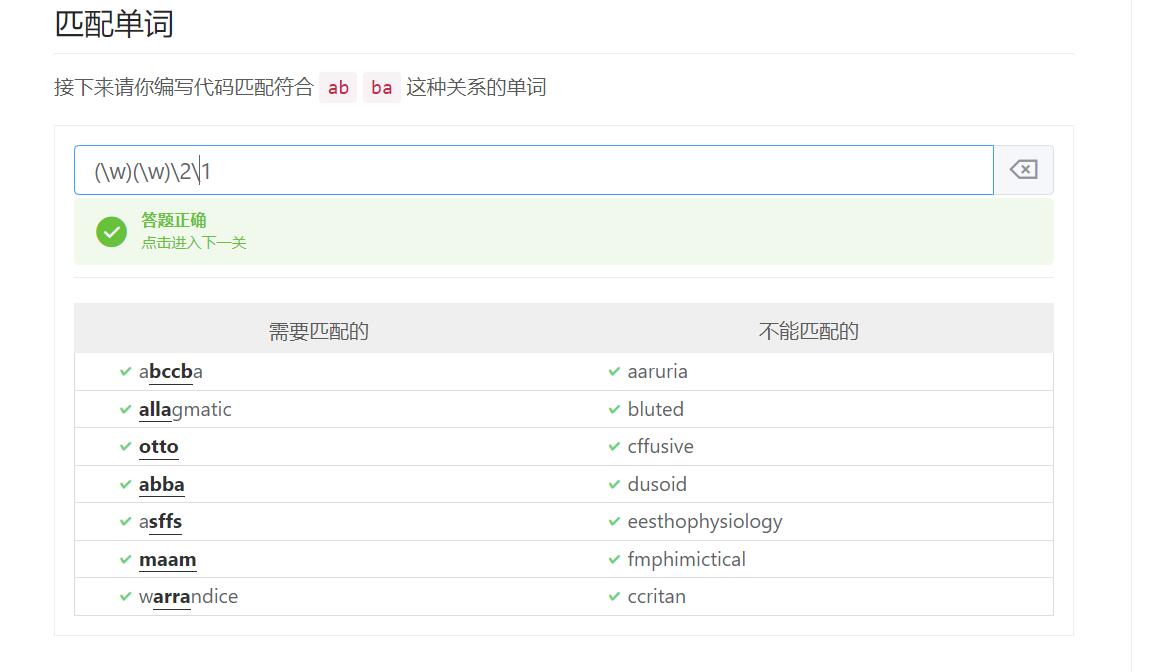 匹配单词
接下来请你编写代码匹配符合 ab ba 这种关系的单词
(\w)(\w)\2\1
答题正确
点击进入下一关
需要匹配的 不能匹配的
abccba aaruria
allagmatic bluted
otto cffusive
abba dusoid
asffs eesthophysiology
maam fmphimictical
warrandice ccritan